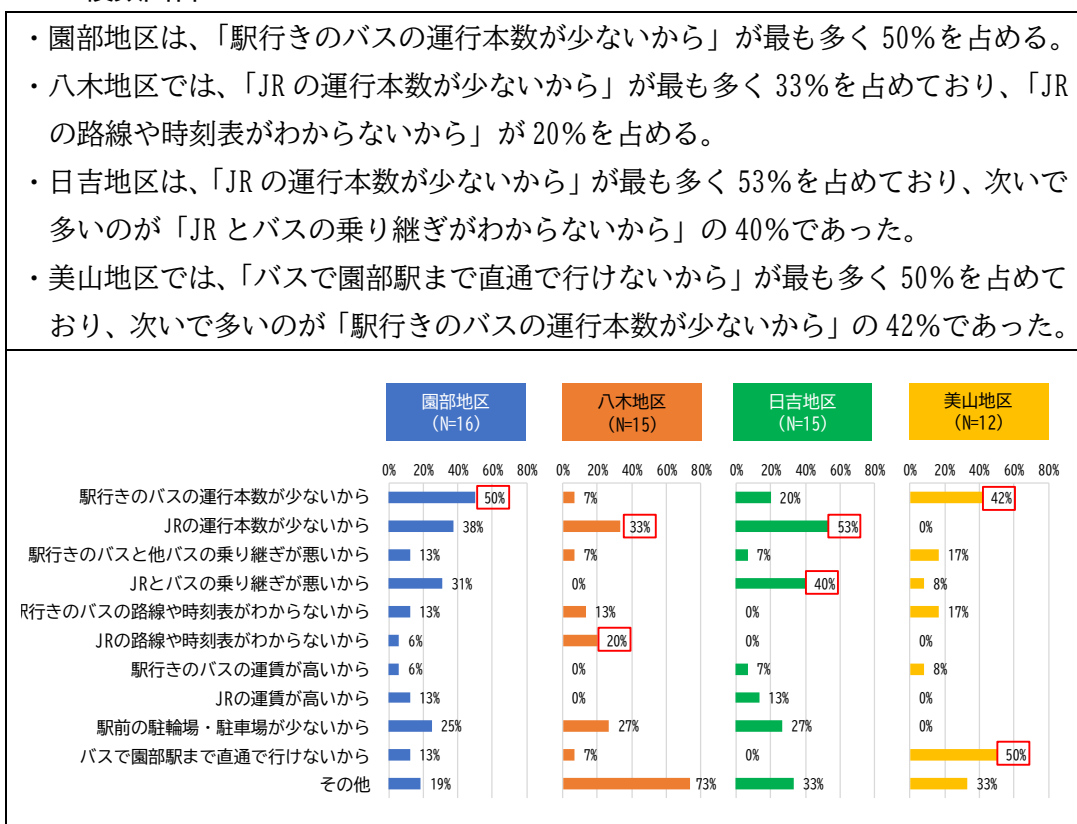 ・園部地区は、「駅行きのバスの運行本数が少ないから」が最も多く 50％を占める。
・八木地区では、「JR の運行本数が少ないから」が最も多く 33％を占めており、「JR
の路線や時刻表がわからないから」が 20％を占める。
・日吉地区は、「JR の運行本数が少ないから」が最も多く 53％を占めており、次いで
多いのが「JR とバスの乗り継ぎがわからないから」の 40％であった。
・美山地区では、「バスで園部駅まで直通で行けないから」が最も多く 50％を占めて
おり、次いで多いのが「駅行きのバスの運行本数が少ないから」の 42％であった。
園部地区 八木地区 日吉地区 美山地区
(N=16) (N=15) (N=15) (N=12)
0% 20% 40% 60% 80% 0% 20% 40% 60% 80% 0% 20% 40% 60% 80% 0% 20% 40% 60% 80%
駅行きのバスの運行本数が少ないから 50% 7% 20% 42%
JRの運行本数が少ないから 38% 33% 53% 0%
駅行きのバスと他バスの乗り継ぎが悪いから 13% 7% 7% 17%
JRとバスの乗り継ぎが悪いから 31% 0% 40% 8%
行きのバスの路線や時刻表がわからないから 13% 13% 0% 17%
JRの路線や時刻表がわからないから 6% 20% 0% 0%
駅行きのバスの運賃が高いから 6% 0% 7% 8%
JRの運賃が高いから 13% 0% 13% 0%
駅前の駐輪場・駐車場が少ないから 25% 27% 27% 0%
バスで園部駅まで直通で行けないから 13% 7% 0% 50%
その他 19% 73% 33% 33%